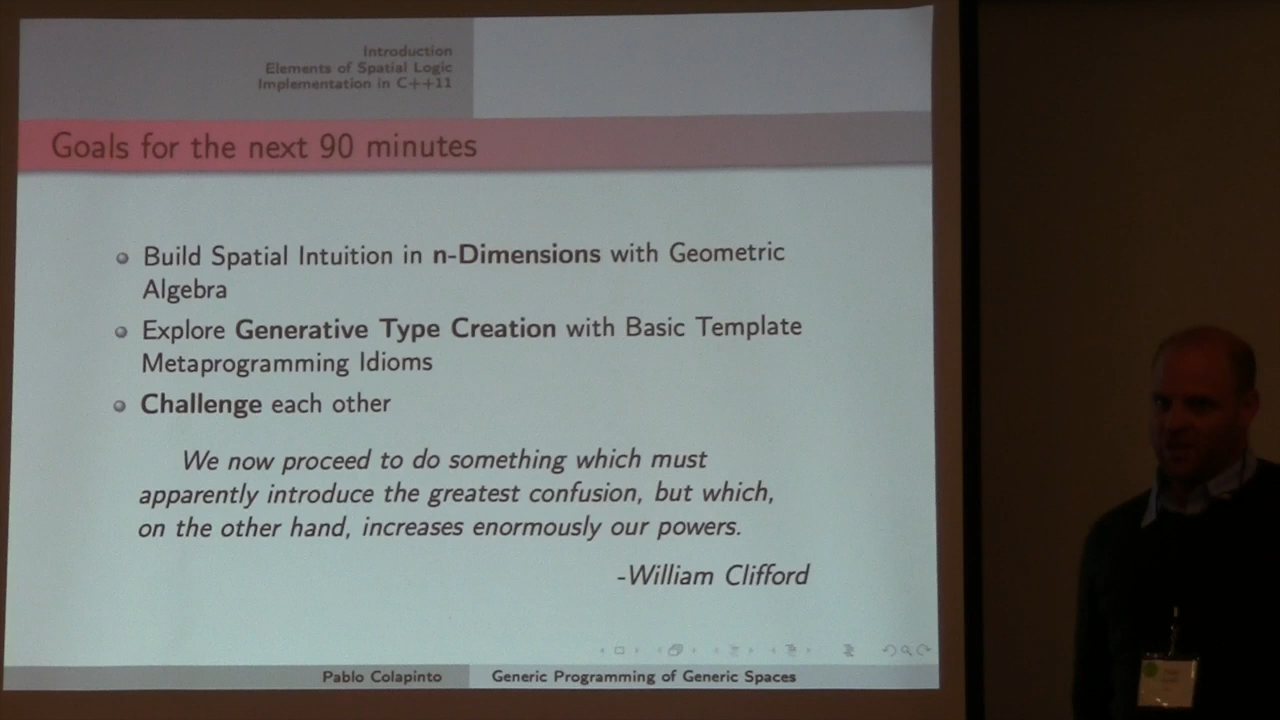 Introduction
Elements of Spatial Logic
Implementation in C++11
Goals for the next 90 minutes
Build Spatial Intuition in n-Dimensions with Geometric
Algebra
Explore Generative Type Creation with Basic Template
Metaprogramming Idioms
Challenge each other
We now proceed to do something which must
apparently introduce the greatest confusion, but which,
on the other hand, increases enormously our powers.
-William Clifford
Pablo Colapinto
Generic Programming of Generic Spaces